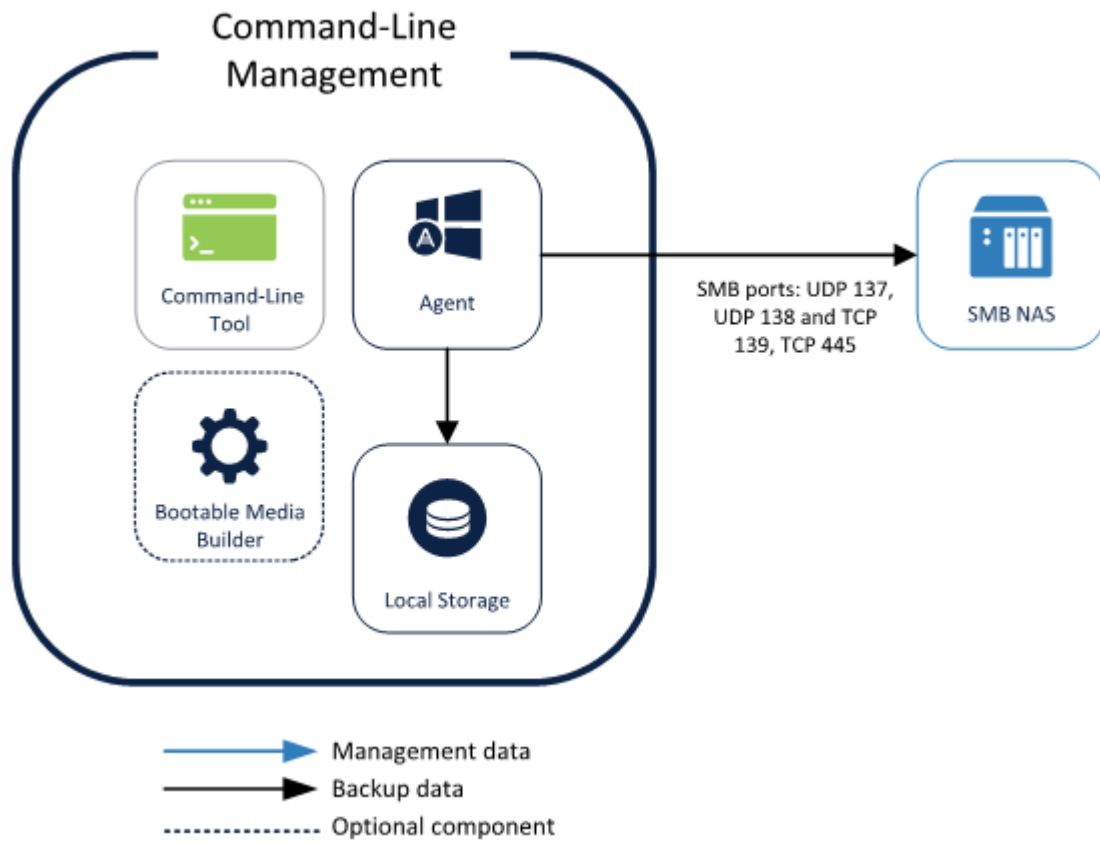 Command-Line
Management
Command-Line
Tool
Agent
SMB ports: UDP 137,
UDP 138 and TCP
139, TCP 445
SMB NAS
Bootable Media
Builder
Local Storage
Management data
Backup data
Optional component